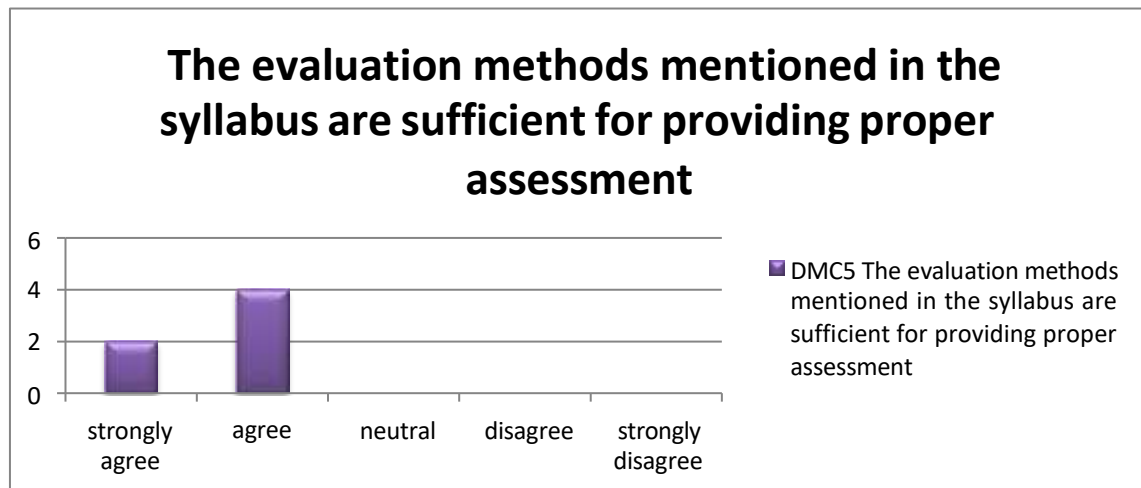 The evaluation methods mentioned in the
syllabus are sufficient for providing proper
assessment
6
4
2
0
strongly agree
agree
neutral
disagree
strongly disagree
DMC5 The evaluation methods
mentioned in the syllabus are
sufficient for providing proper
assessment